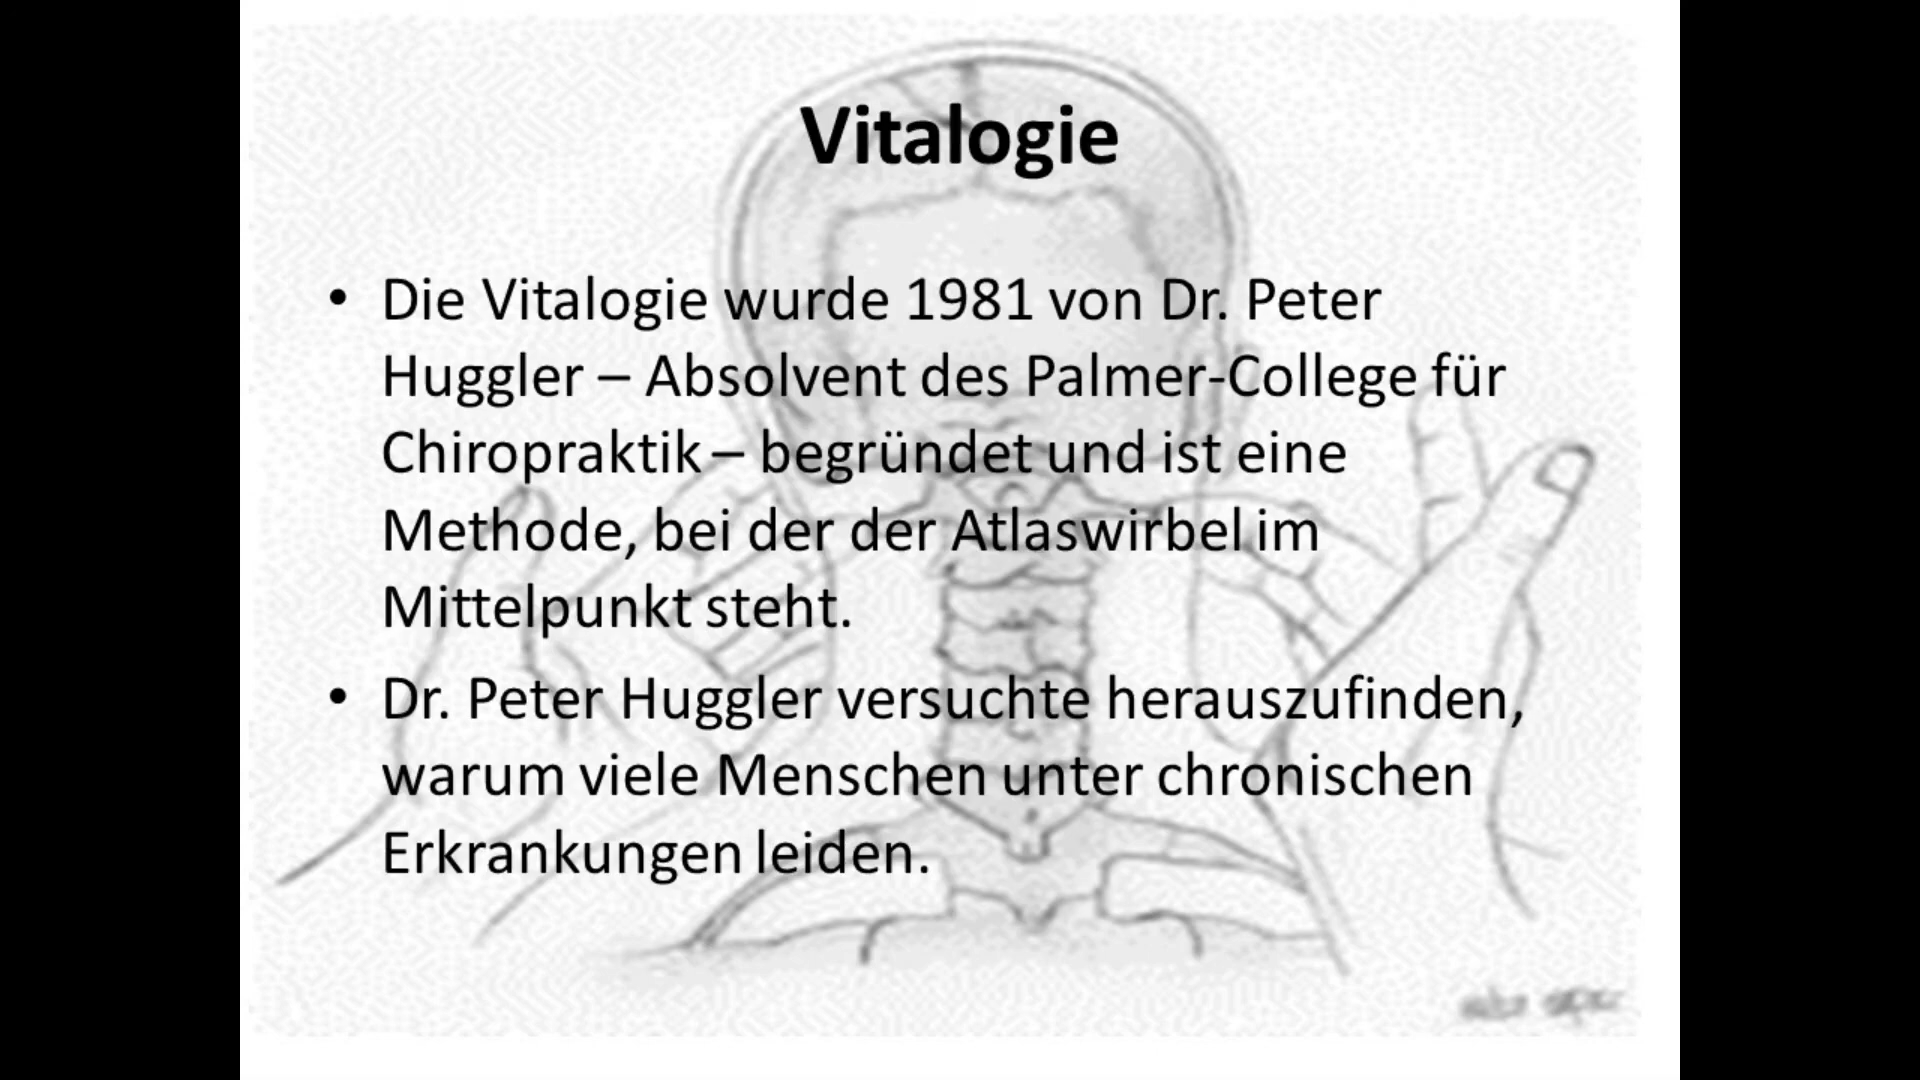 Vitalogie
• Die Vitalogie wurde 1981 von Dr. Peter
Huggler – Absolvent des Palmer-College für
Chiropraktik – begründet und ist eine
Methode, bei der der Atlaswirbel im
Mittelpunkt steht.
• Dr. Peter Huggler versuchte herauszufinden,
warum viele Menschen unter chronischen
Erkrankungen leiden.